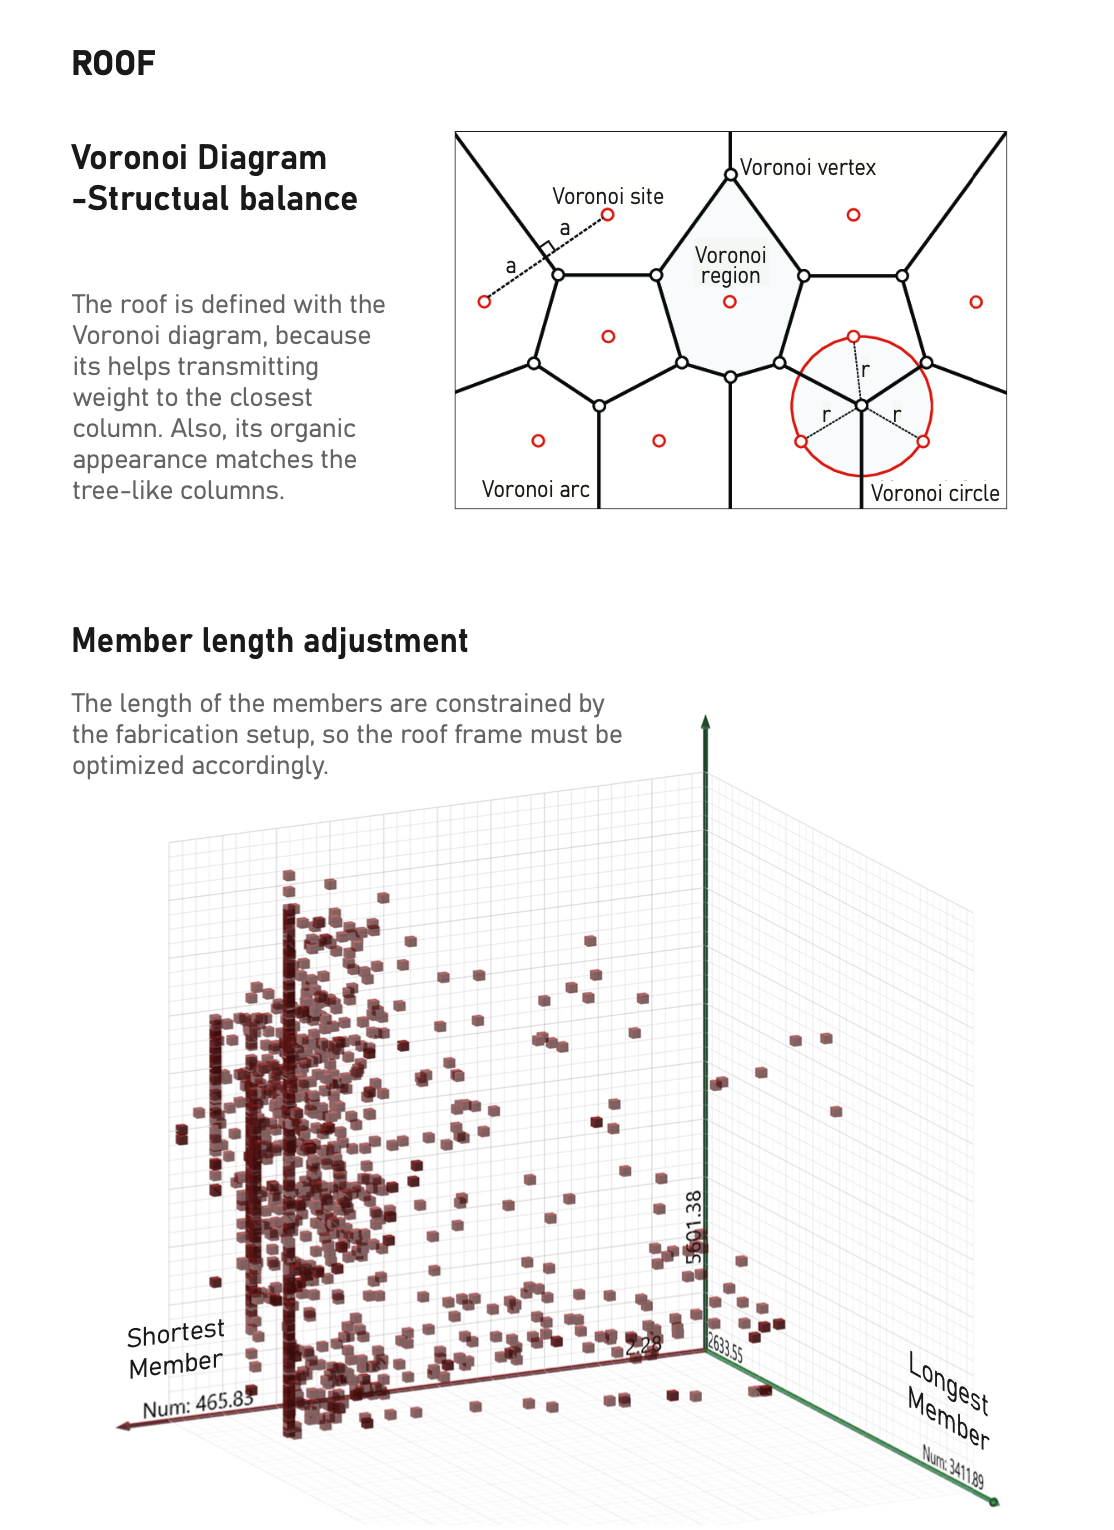 ROOF
Voronoi Diagram
-Structual balance
The roof is defined with the
Voronoi diagram, because
its helps transmitting
weight to the closest
column. Also, its organic
appearance matches the
tree-like columns.
Voronoi vertex
Voronoi site
a
a
Voronoi
region
r
r
r
Voronoi arc
Voronoi circle
Member length adjustment
The length of the members are constrained by
the fabrication setup, so the roof frame must be
optimized accordingly.
5601.38
Shortest
Member
Num: 465.83
2.28
2633.55
Longest
Member
Num: 3411.89